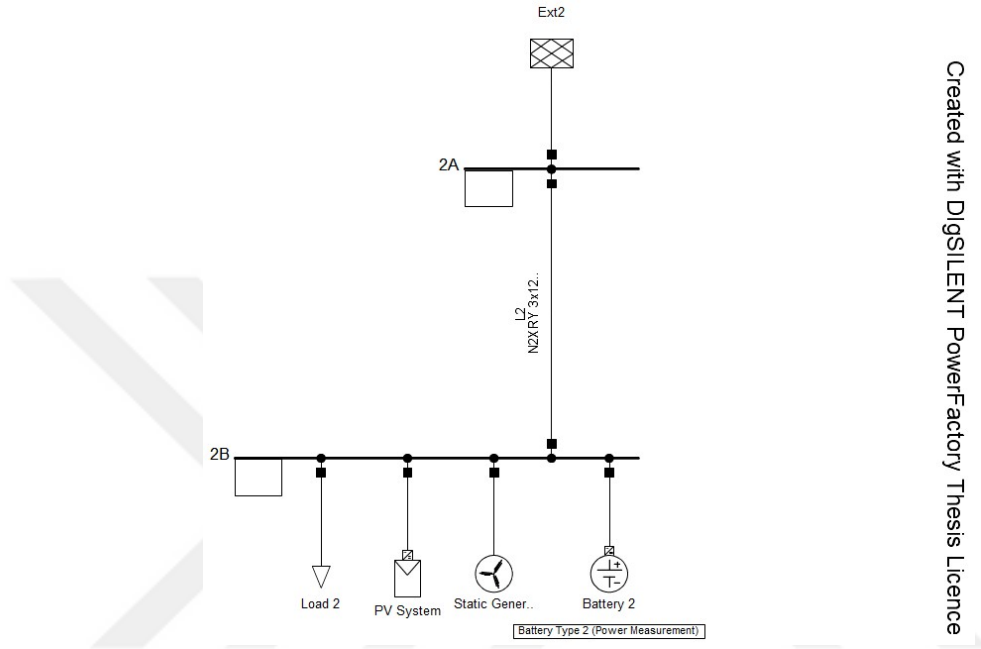 Ext2
2A
L2
N2XRY 3x12..
2B
Load 2
PV System
Static Gener..
Battery 2
Battery Type 2 (Power Measurement)
Created with DIgSILENT PowerFactory Thesis Licence